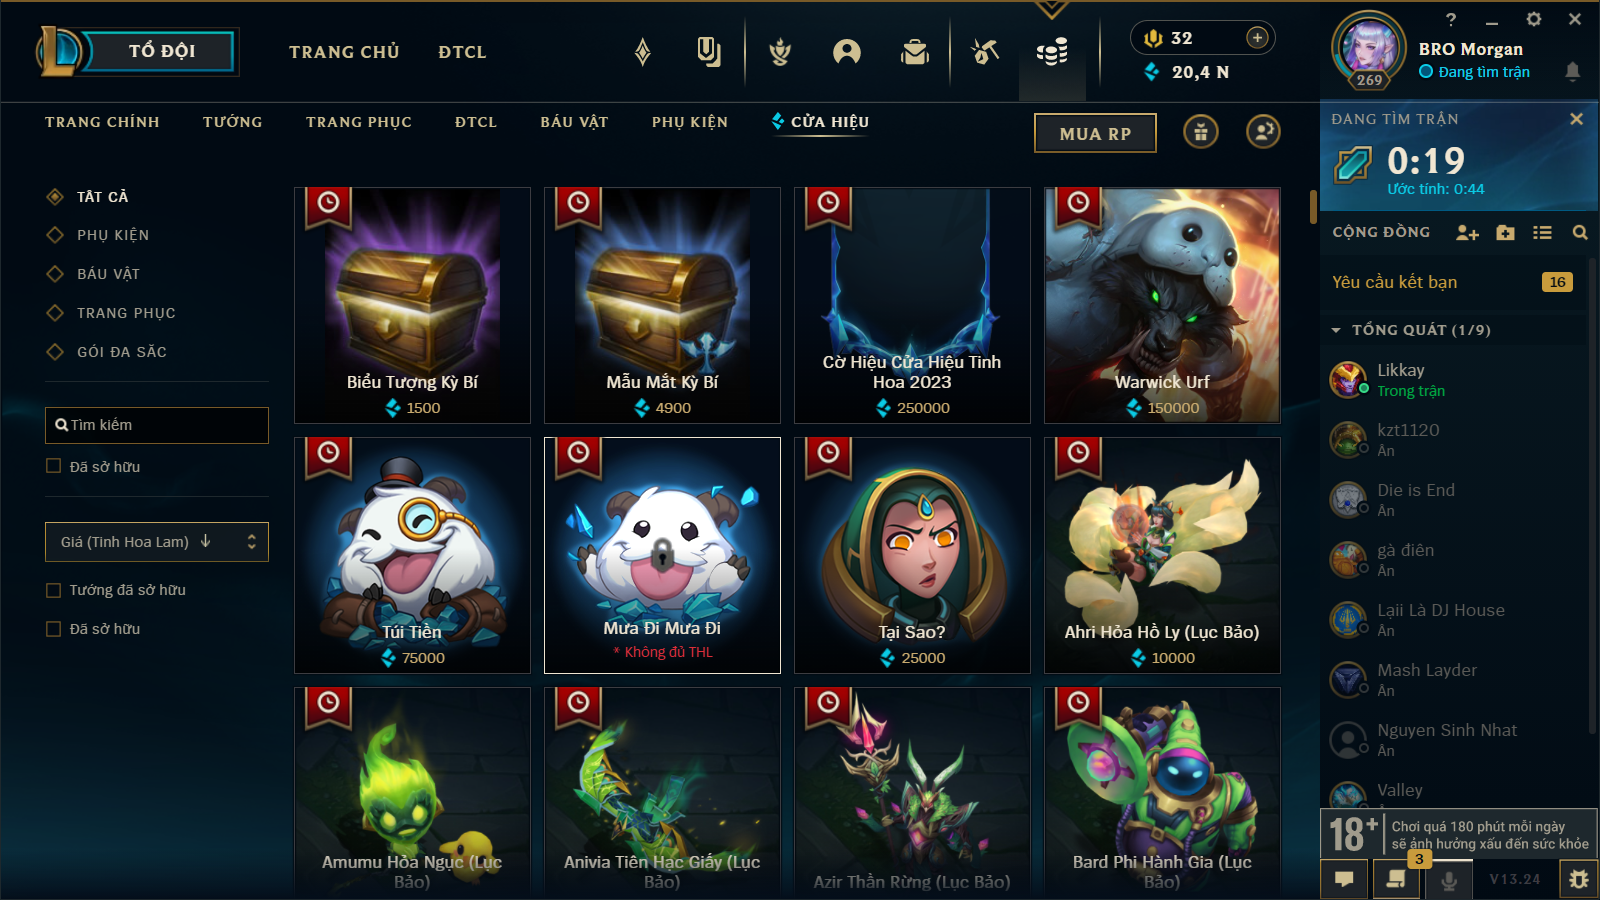 TỔ ĐỘI
TRANG CHỦ
ĐTCL
32
20,4 N
269
BRO Morgan
Đang tìm trận
TRANG CHÍNH
TƯỚNG
TRANG PHỤC
ĐTCL
BÁU VẬT
PHỤ KIỆN
CỬA HIỆU
MUA RP
ĐANG TÌM TRẬN
0:19
Ước tính: 0:44
TẤT CẢ
PHỤ KIỆN
BÁU VẬT
TRANG PHỤC
GÓI ĐA SẮC
Tìm kiếm
Đã sở hữu
Giá (Tinh Hoa Lam) ↓
Tướng đã sở hữu
Đã sở hữu
Biểu Tượng Kỳ Bí
1500
Mẫu Mắt Kỳ Bí
4900
Cờ Hiệu Cửa Hiệu Tinh
Hoa 2023
250000
Warwick Urf
150000
Túi Tiền
75000
Mưa Đi Mưa Đi
* Không đủ THL
Tại Sao?
25000
Ahri Hỏa Hồ Ly (Lục Bảo)
10000
Amumu Hỏa Ngục (Lục
Bảo)
Anivia Tiên Hạc Giấy (Lục
Bảo)
Azir Thần Rừng (Lục Bảo)
Bard Phi Hành Gia (Lục
Bảo)
CỘNG ĐỒNG
Yêu cầu kết bạn
16
TỔNG QUÁT (1/9)
Likkay
Trong trận
kzt1120
Ẩn
Die is End
Ẩn
gà điên
Ẩn
Lại Là DJ House
Ẩn
Mash Layder
Ẩn
Nguyen Sinh Nhat
Ẩn
Valley
18+
Chơi quá 180 phút mỗi ngày
sẽ ảnh hưởng xấu đến sức khỏe
3
V13.24